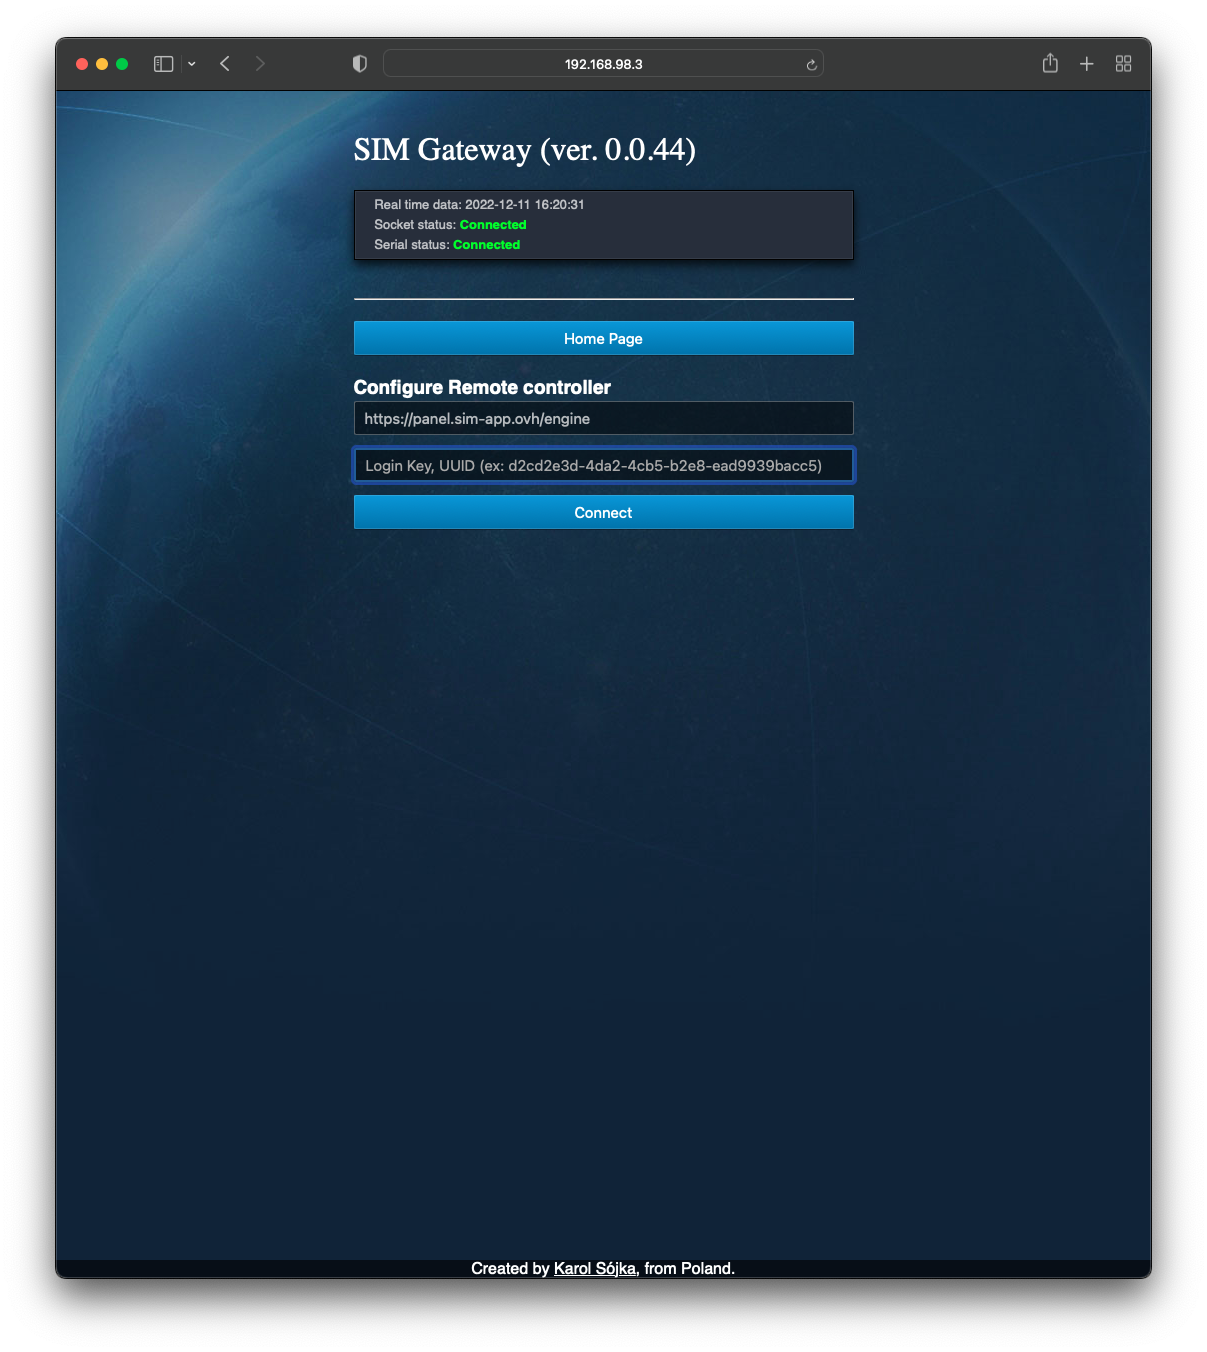 192.168.98.3
SIM Gateway (ver. 0.0.44)
Real time data: 2022-12-11 16:20:31
Socket status: Connected
Serial status: Connected
Home Page
Configure Remote controller
https://panel.sim-app.ovh/engine
Login Key, UUID (ex: d2cd2e3d-4da2-4cb5-b2e8-ead9939bacc5)
Connect
Created by Karol Sójka, from Poland.